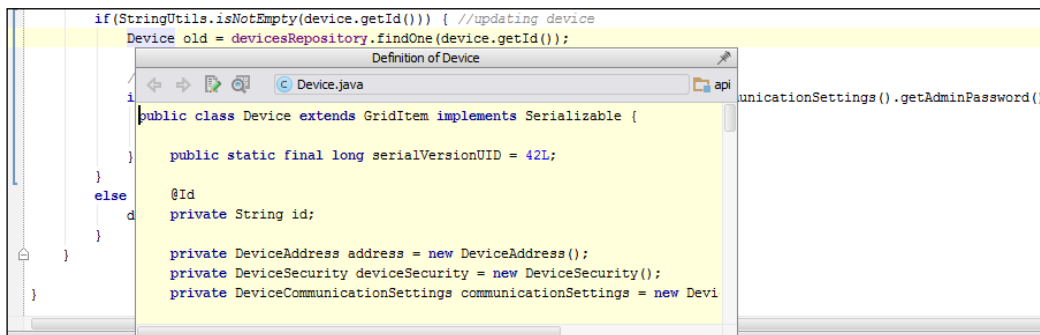 if(StringUtils.isNotEmpty(device.getId())) { //updating device
Device old = devicesRepository.findOne(device.getId());
Definition of Device
Device.java
api
/
i
unicationSettings().getAdminPassword()
public class Device extends GridItem implements Serializable {
public static final long serialVersionUID = 42L;
}
}
@Id
else
private String id;
d
}
private DeviceAddress address = new DeviceAddress();
}
private DeviceSecurity deviceSecurity = new DeviceSecurity();
private DeviceCommunicationSettings communicationSettings = new Devi
}